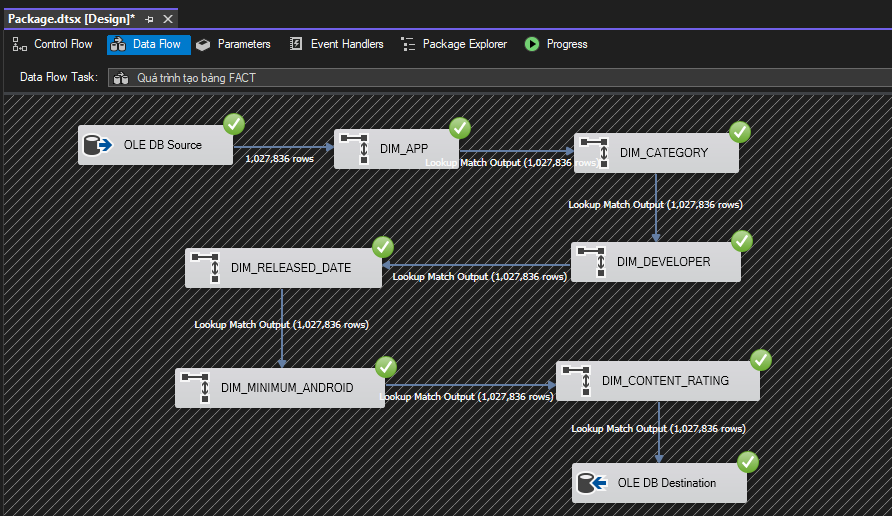 Package.dtsx [Design]*
Control Flow
Data Flow
Parameters
Event Handlers
Package Explorer
Progress
Data Flow Task:
Quá trình tạo bảng FACT
OLE DB Source
1,027,836 rows
DIM_APP
Lookup Match Output (1,027,836 rows)
DIM_CATEGORY
Lookup Match Output (1,027,836 rows)
DIM_DEVELOPER
Lookup Match Output (1,027,836 rows)
DIM_RELEASED_DATE
Lookup Match Output (1,027,836 rows)
DIM_MINIMUM_ANDROID
Lookup Match Output (1,027,836 rows)
DIM_CONTENT_RATING
Lookup Match Output (1,027,836 rows)
OLE DB Destination